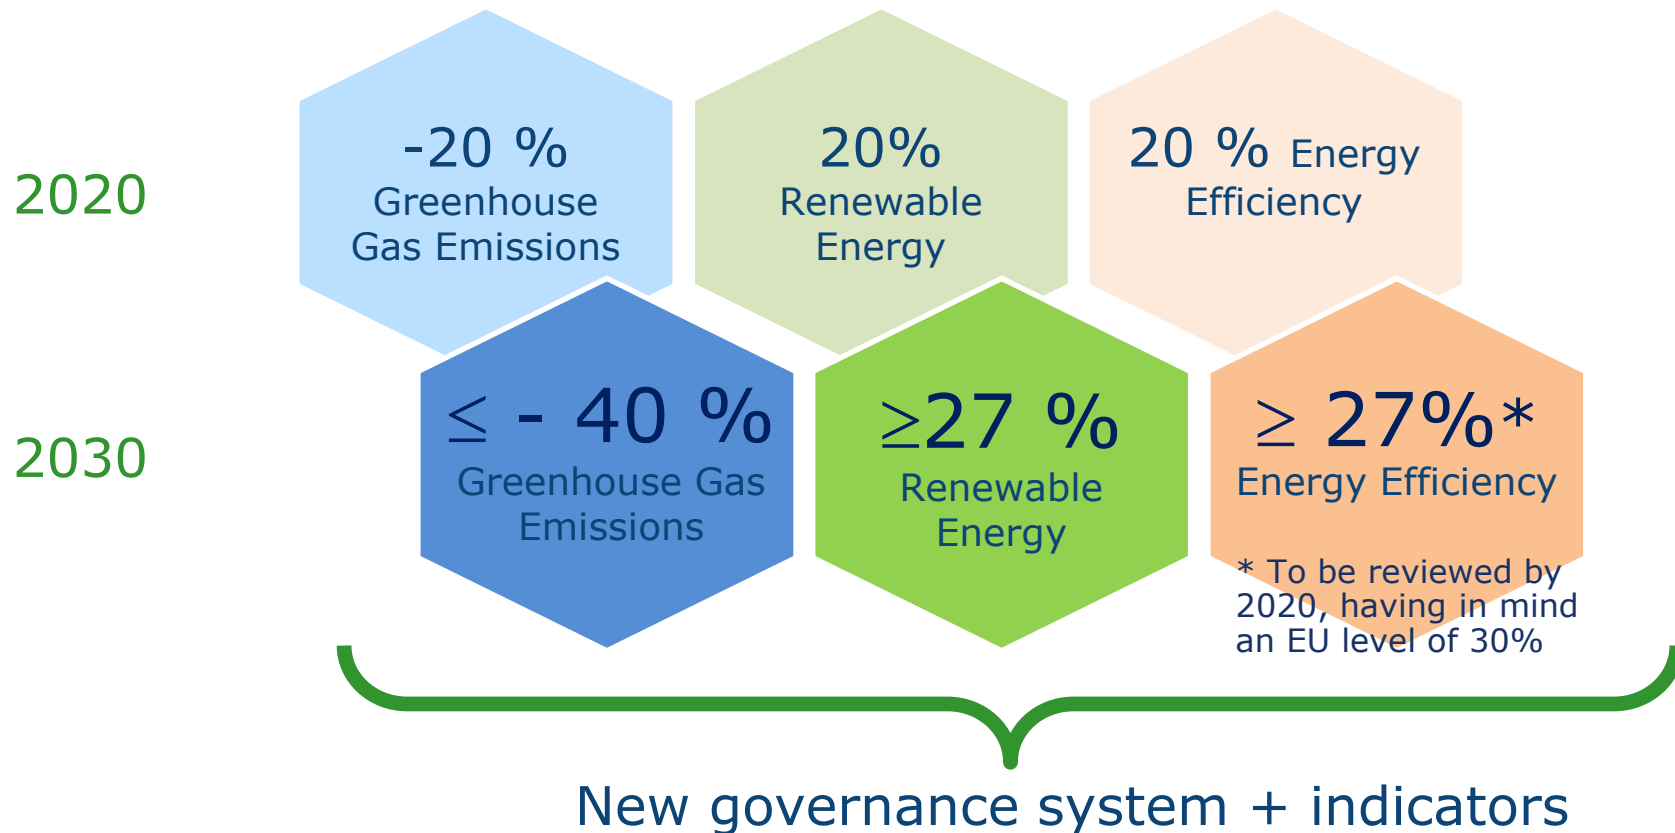 2020
-20 %
Greenhouse
Gas Emissions
20%
Renewable
Energy
20 % Energy
Efficiency
2030
≤ - 40 %
Greenhouse Gas
Emissions
≥27 %
Renewable
Energy
≥ 27%*
Energy Efficiency
* To be reviewed by
2020, having in mind
an EU level of 30%
New governance system + indicators